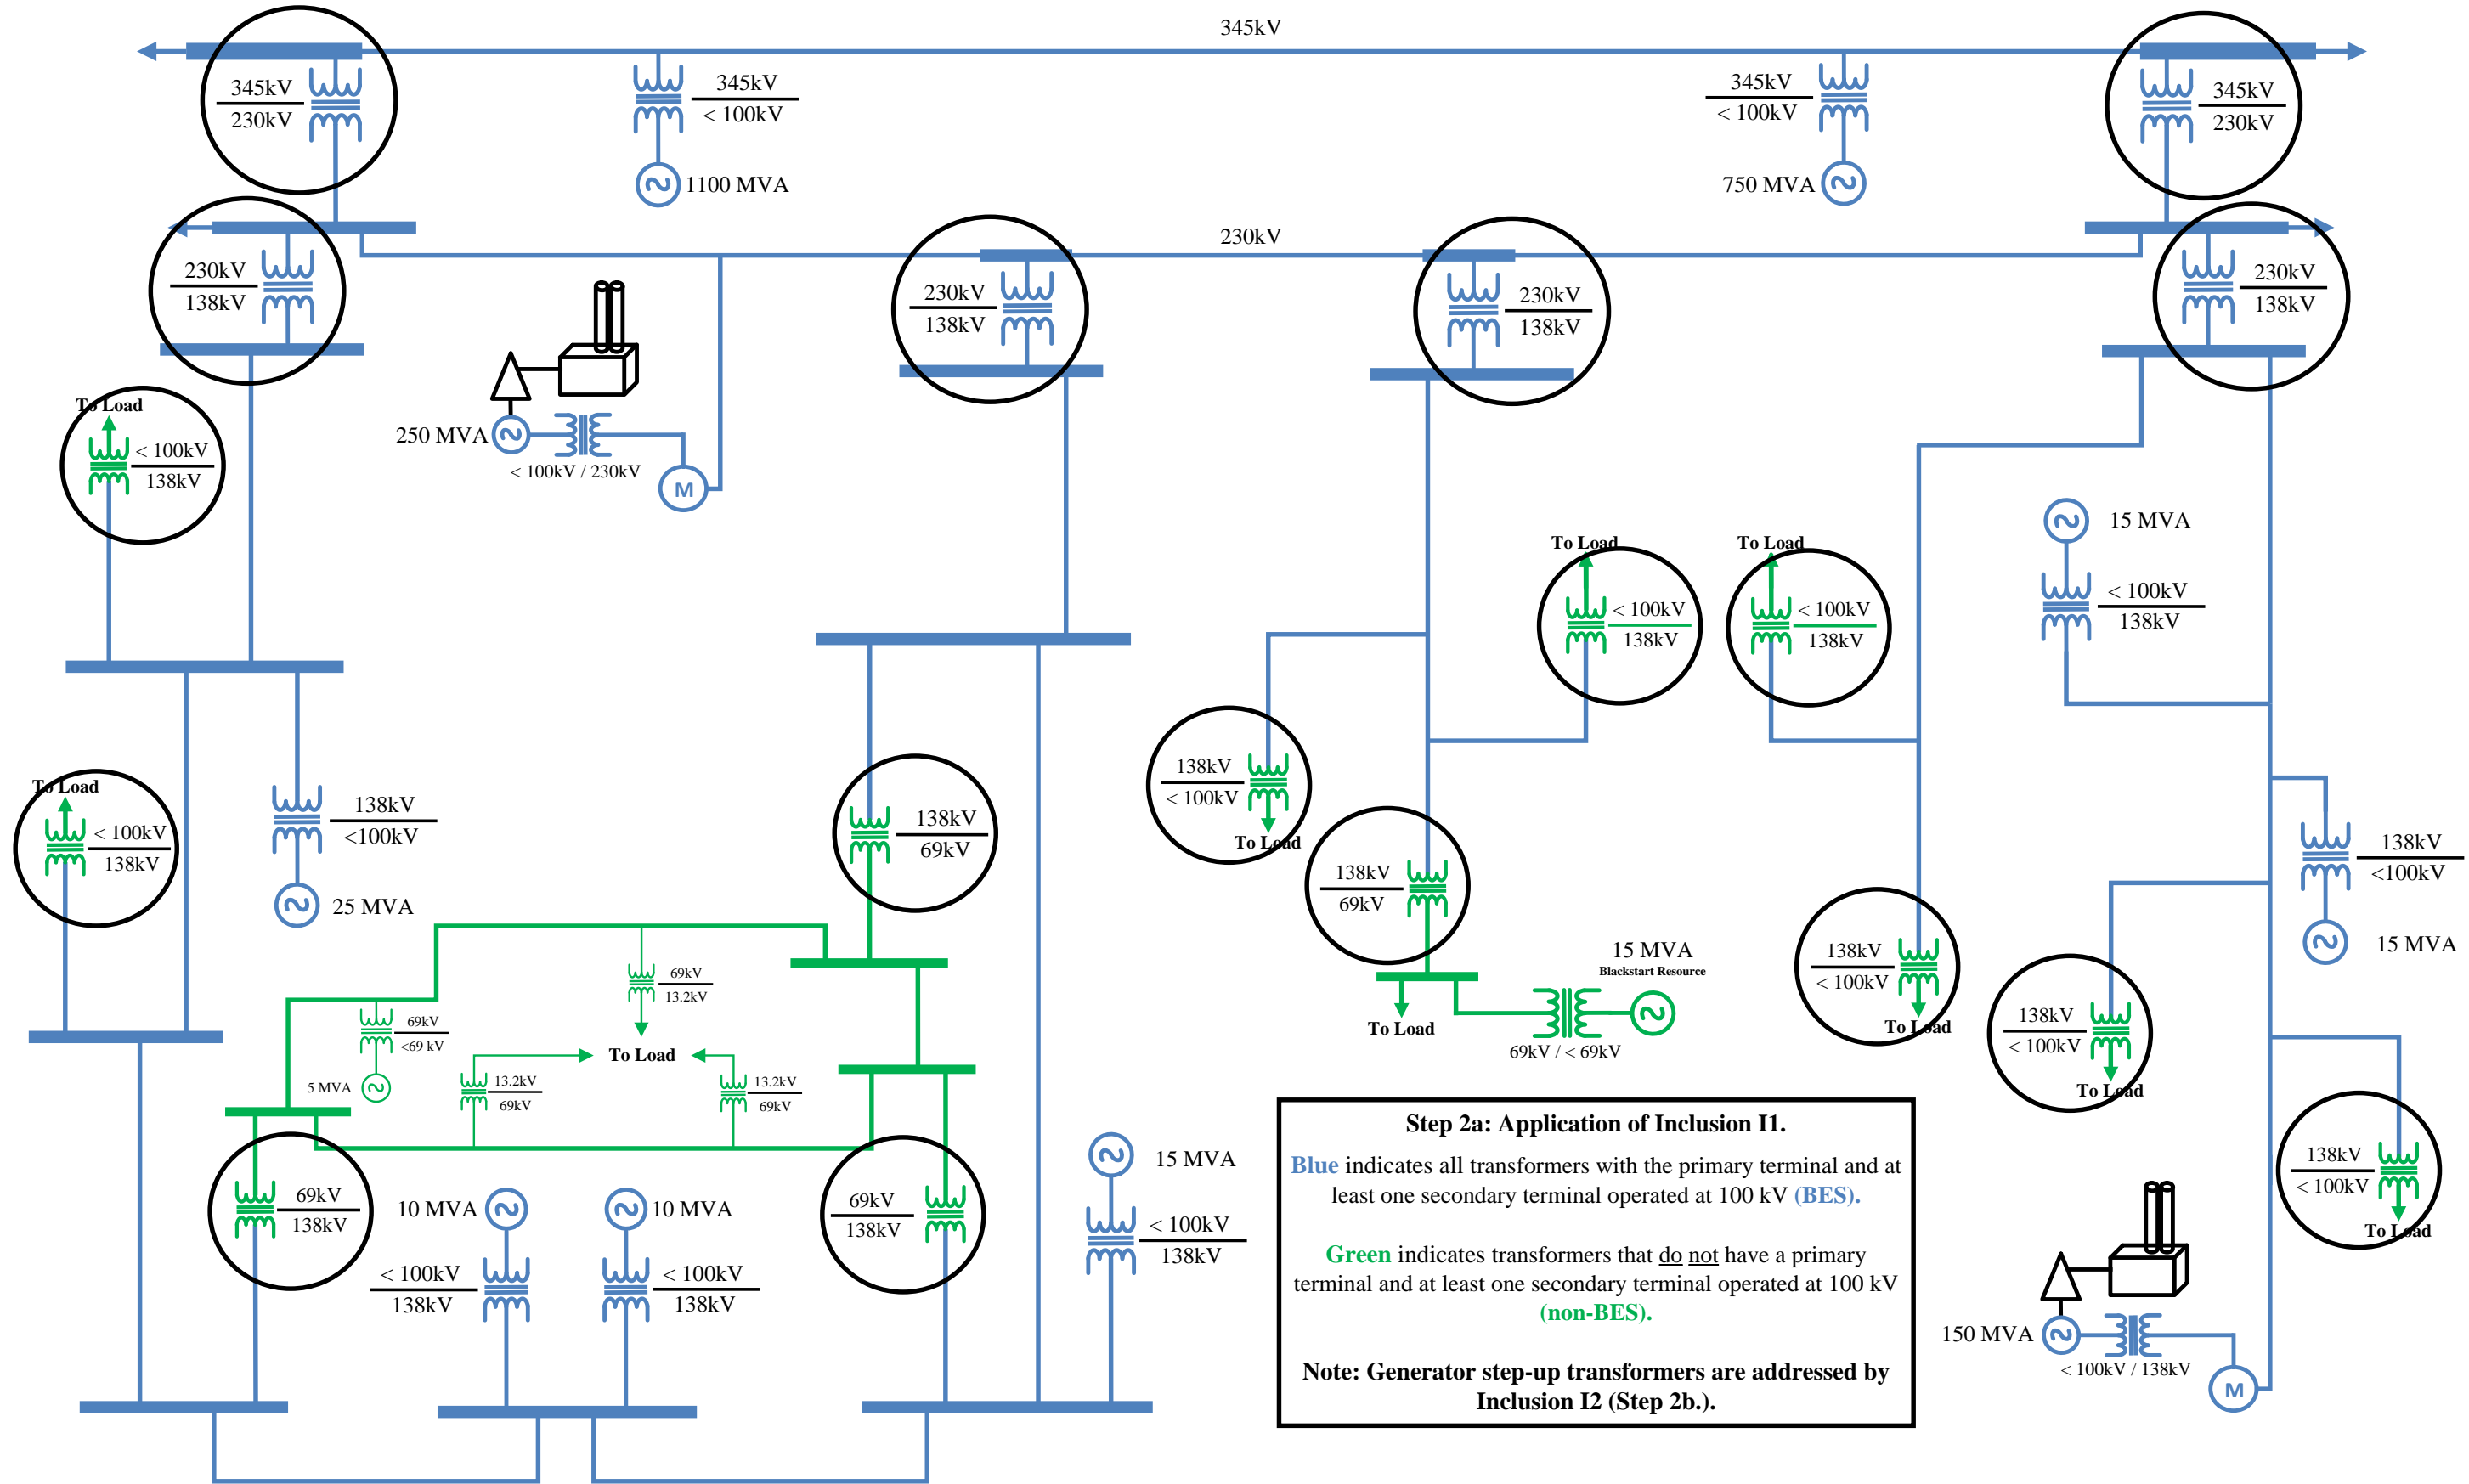 345kV
345kV
230kV
345kV
< 100kV
1100 MVA
345kV
< 100kV
750 MVA
345kV
230kV
230kV
230kV
138kV
230kV
138kV
230kV
138kV
230kV
138kV
250 MVA
< 100kV / 230kV
M
To Load
< 100kV
138kV
To Load
< 100kV
138kV
To Load
< 100kV
138kV
15 MVA
< 100kV
138kV
To Load
< 100kV
138kV
138kV
<100kV
25 MVA
138kV
69kV
138kV
< 100kV
To Load
138kV
69kV
138kV
<100kV
15 MVA
69kV
13.2kV
69kV
<69 kV
5 MVA
To Load
13.2kV
69kV
13.2kV
69kV
15 MVA
Blackstart Resource
To Load
69kV / < 69kV
138kV
< 100kV
To Load
138kV
< 100kV
To Load
138kV
< 100kV
To Load
69kV
138kV
10 MVA
< 100kV
138kV
10 MVA
< 100kV
138kV
69kV
138kV
15 MVA
< 100kV
138kV
Step 2a: Application of Inclusion I1.
Blue indicates all transformers with the primary terminal and at
least one secondary terminal operated at 100 kV (BES).
Green indicates transformers that do not have a primary
terminal and at least one secondary terminal operated at 100 kV
(non-BES).
Note: Generator step-up transformers are addressed by
Inclusion I2 (Step 2b.).
150 MVA
< 100kV / 138kV
M